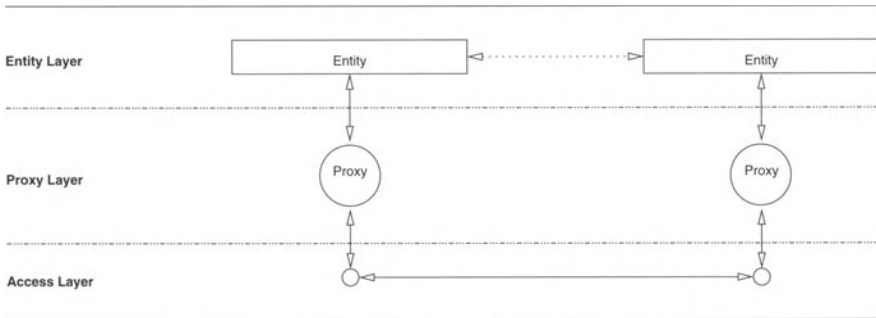 Entity Layer
Entity
Entity
Proxy Layer
Proxy
Proxy
Access Layer